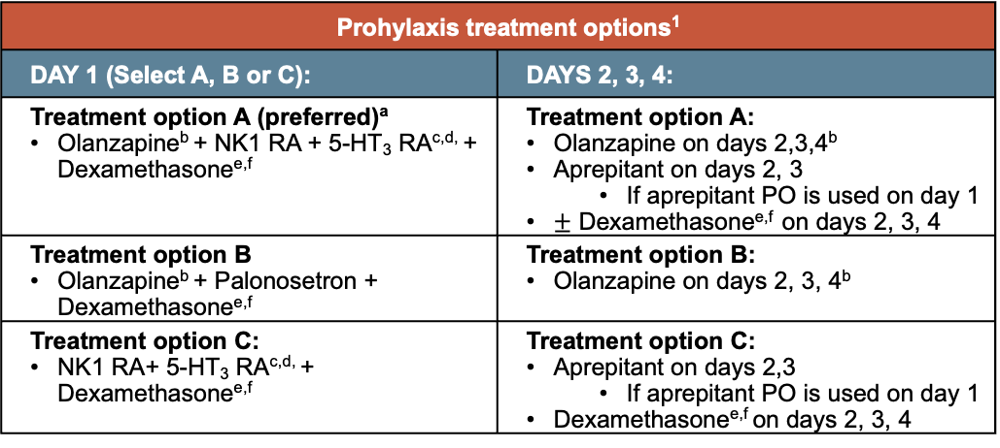 Prohylaxis treatment options¹
DAY 1 (Select A, B or C):
DAYS 2, 3, 4:
Treatment option A (preferred)ᵃ
• Olanzapineᵇ + NK1 RA + 5-HT₃ RAᶜ,ᵈ, +
Dexamethasoneᵉ,ᶠ
Treatment option A:
• Olanzapine on days 2,3,4ᵇ
• Aprepitant on days 2, 3
• If aprepitant PO is used on day 1
• ± Dexamethasoneᵉ,ᶠ on days 2, 3, 4
Treatment option B
• Olanzapineᵇ + Palonosetron +
Dexamethasoneᵉ,ᶠ
Treatment option B:
• Olanzapine on days 2, 3, 4ᵇ
Treatment option C:
• NK1 RA+ 5-HT₃ RAᶜ,ᵈ, +
Dexamethasoneᵉ,ᶠ
Treatment option C:
• Aprepitant on days 2,3
• If aprepitant PO is used on day 1
• Dexamethasoneᵉ,ᶠ on days 2, 3, 4